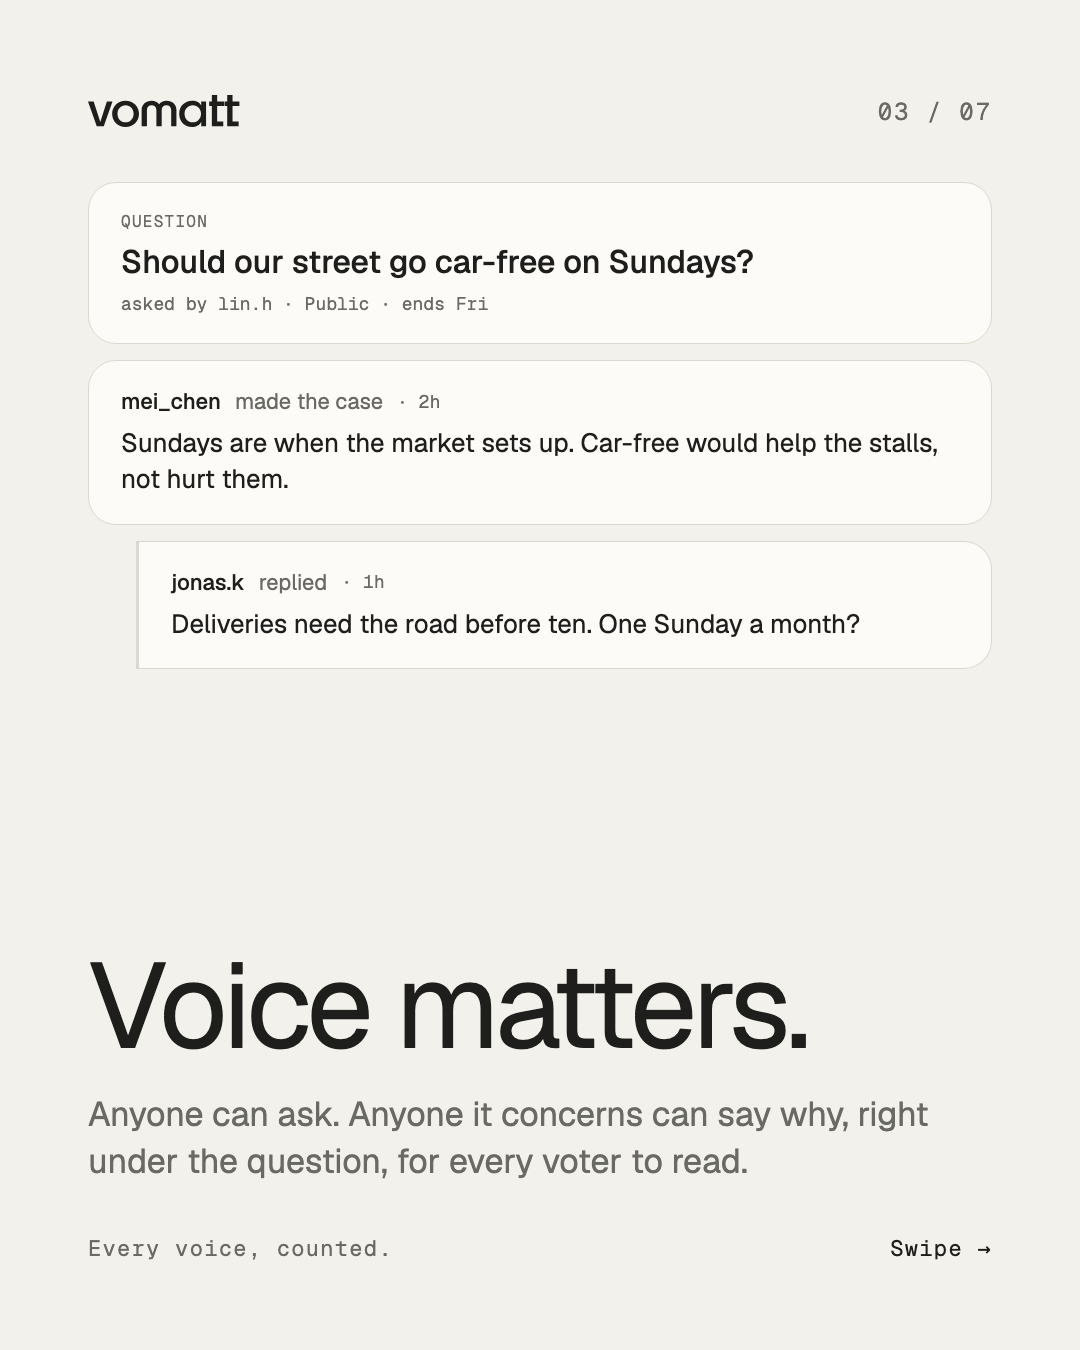 vomatt
03 / 07
QUESTION
Should our street go car-free on Sundays?
asked by lin.h · Public · ends Fri
mei_chen made the case · 2h
Sundays are when the market sets up. Car-free would help the stalls,
not hurt them.
jonas.k replied · 1h
Deliveries need the road before ten. One Sunday a month?
Voice matters.
Anyone can ask. Anyone it concerns can say why, right
under the question, for every voter to read.
Every voice, counted.
Swipe →